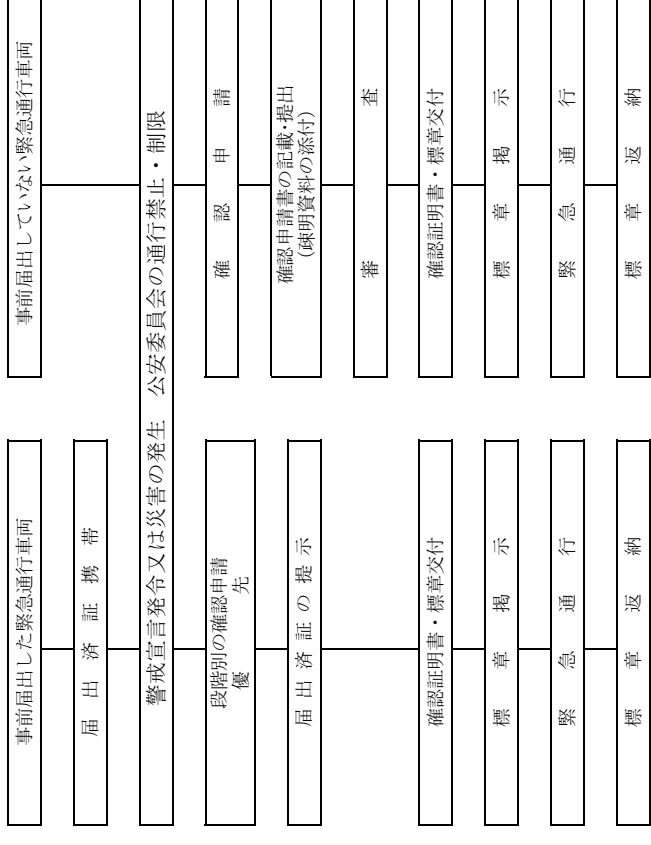 事前届出した緊急通行車両
届出済証携帯
事前届出していない緊急通行車両
警戒宣言発令又は災害の発生　公安委員会の通行禁止・制限
段階別の確認申請
優先
届出済証の提示
確認証明書・標章交付
標章掲示
緊急通行
標章返納
確認申請
確認申請書の記載・提出
(疎明資料の添付)
審査
確認証明書・標章交付
標章掲示
緊急通行
標章返納